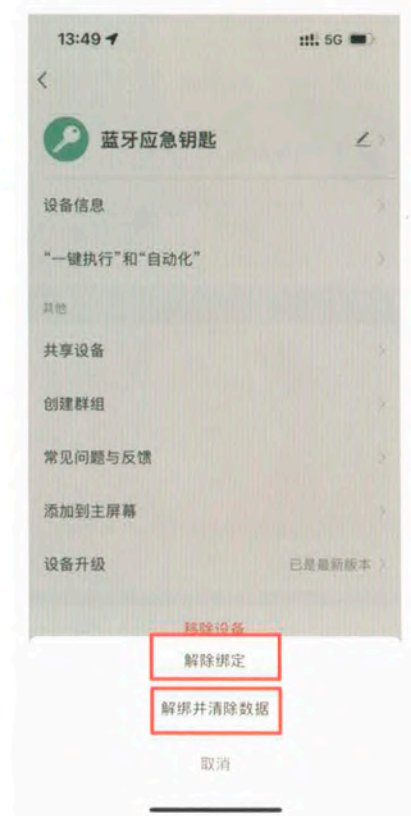 13:49
5G
蓝牙应急钥匙
设备信息
“一键执行”和“自动化”
其他
共享设备
创建群组
常见问题与反馈
添加到主屏幕
设备升级 已是最新版本
移除设备
解除绑定
解绑并清除数据
取消